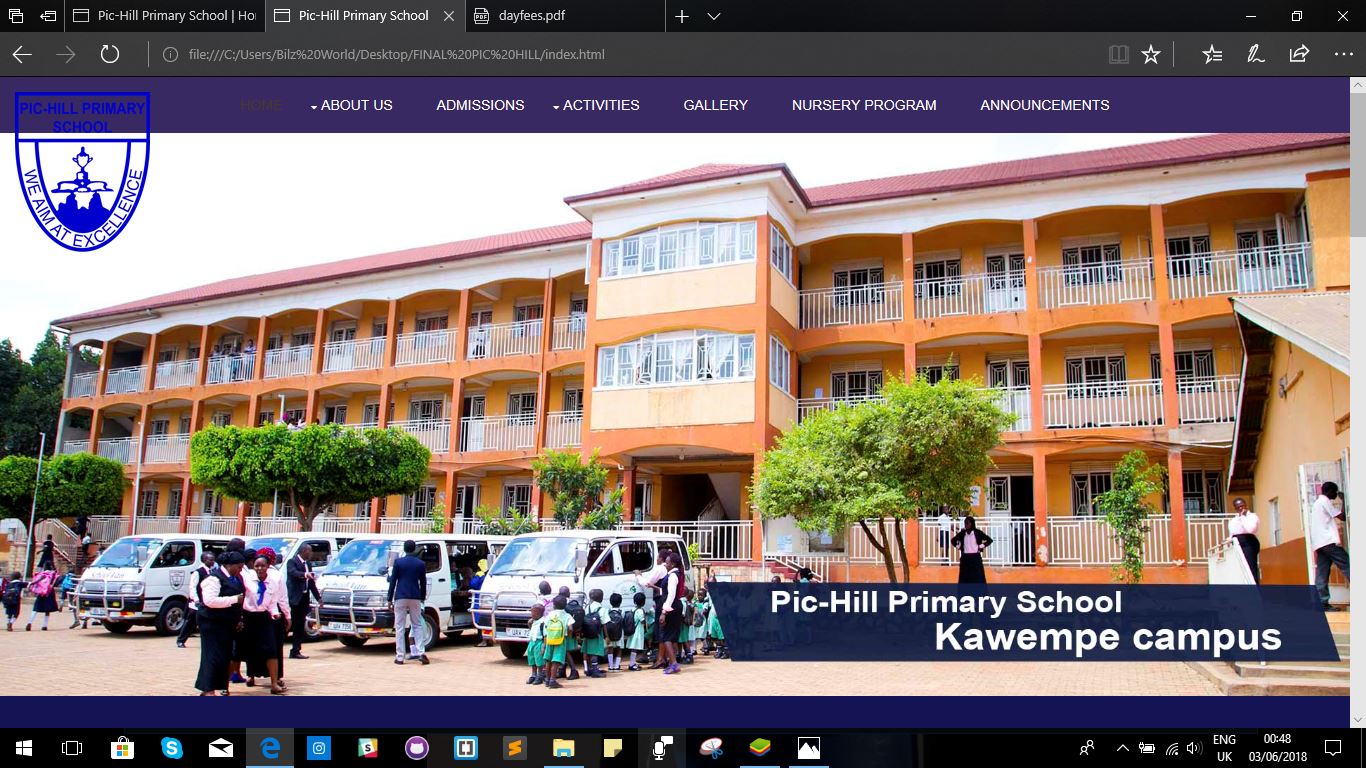 Pic-Hill Primary School | Ho
Pic-Hill Primary School
dayfees.pdf
file:///C:/Users/Bilz%20World/Desktop/FINAL%20PIC%20HILL/index.html
PIC-HILL PRIMARY
SCHOOL
WE AIM AT EXCELLENCE
HOME
ABOUT US
ADMISSIONS
ACTIVITIES
GALLERY
NURSERY PROGRAM
ANNOUNCEMENTS
Pic-Hill Primary School
Kawempe campus
ENG
UK
00:48
03/06/2018